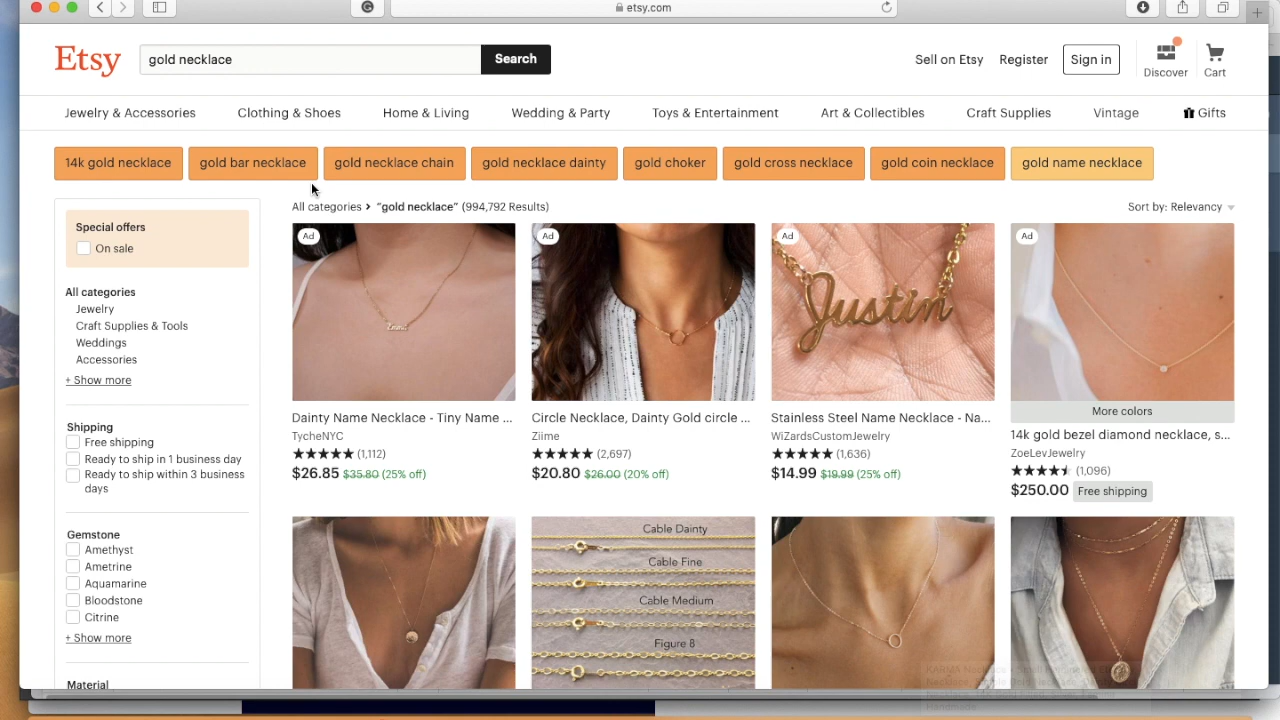 etsy.com
Etsy
gold necklace
Search
Sell on Etsy
Register
Sign in
Discover
Cart
Jewelry & Accessories
Clothing & Shoes
Home & Living
Wedding & Party
Toys & Entertainment
Art & Collectibles
Craft Supplies
Vintage
Gifts
14k gold necklace
gold bar necklace
gold necklace chain
gold necklace dainty
gold choker
gold cross necklace
gold coin necklace
gold name necklace
All categories > "gold necklace" (994,792 Results)
Sort by: Relevancy
Special offers
On sale
All categories
Jewelry
Craft Supplies & Tools
Weddings
Accessories
+ Show more
Shipping
Free shipping
Ready to ship in 1 business day
Ready to ship within 3 business
days
Gemstone
Amethyst
Ametrine
Aquamarine
Bloodstone
Citrine
+ Show more
Material
Ad
Emma
Dainty Name Necklace - Tiny Name ...
TycheNYC
(1,112)
$26.85 $35.80 (25% off)
Ad
Circle Necklace, Dainty Gold circle ...
Ziime
(2,697)
$20.80 $26.00 (20% off)
Ad
Justin
Stainless Steel Name Necklace - Na...
WiZardsCustomJewelry
(1,636)
$14.99 $19.99 (25% off)
Ad
More colors
14k gold bezel diamond necklace, s...
ZoeLevJewelry
(1,096)
$250.00 Free shipping
Cable Dainty
Cable Fine
Cable Medium
Figure 8